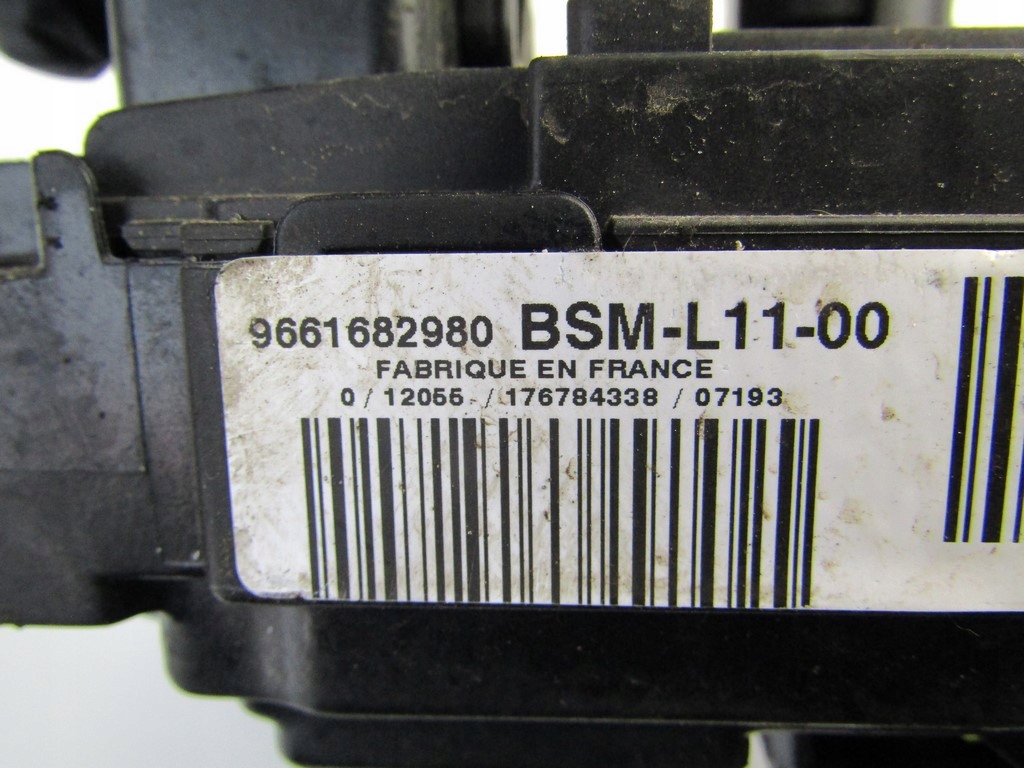 9661682980 BSM-L11-00
FABRIQUE EN FRANCE
0 / 12055 / 176784338 / 07193